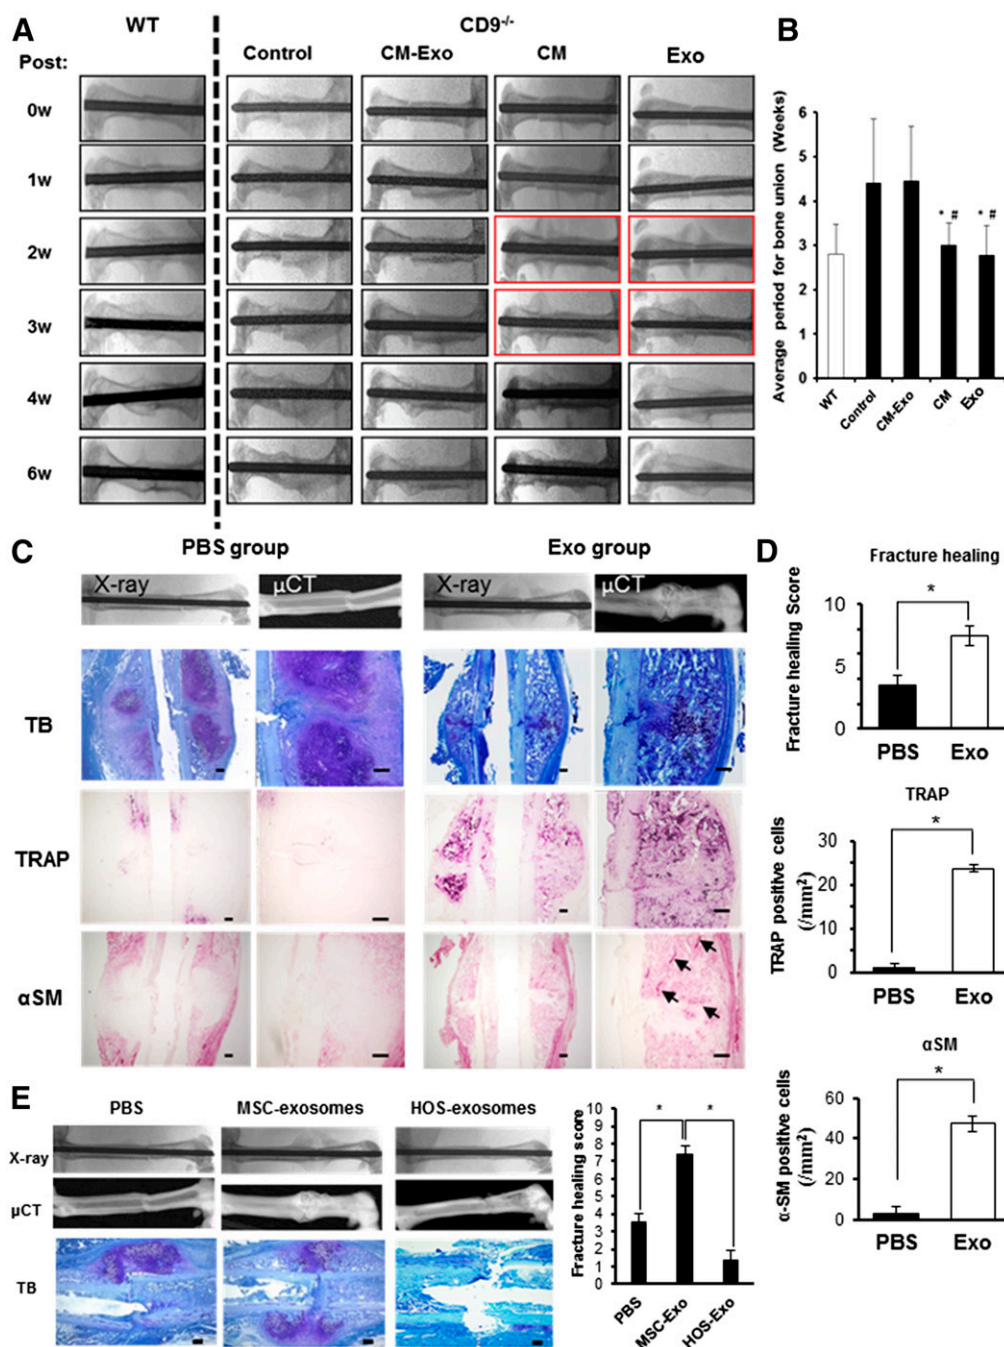 A
WT
CD9-/-
Post:
Control
CM-Exo
CM
Exo
0w
1w
2w
3w
4w
6w
B
Average period for bone union (Weeks)
6
5
4
3
2
1
0
* #
* #
WT
Control
CM-Exo
CM
Exo
C
PBS group
Exo group
X-ray
μCT
X-ray
μCT
TB
TRAP
αSM
D
Fracture healing
Fracture healing Score
10
5
0
*
PBS
Exo
TRAP
TRAP positive cells
(/mm²)
30
20
10
0
*
PBS
Exo
αSM
α-SM positive cells
(/mm²)
60
40
20
0
*
PBS
Exo
E
PBS
MSC-exosomes
HOS-exosomes
X-ray
μCT
TB
Fracture healing score
10
9
8
7
6
5
4
3
2
1
0
*
*
PBS
MSC-Exo
HOS-Exo